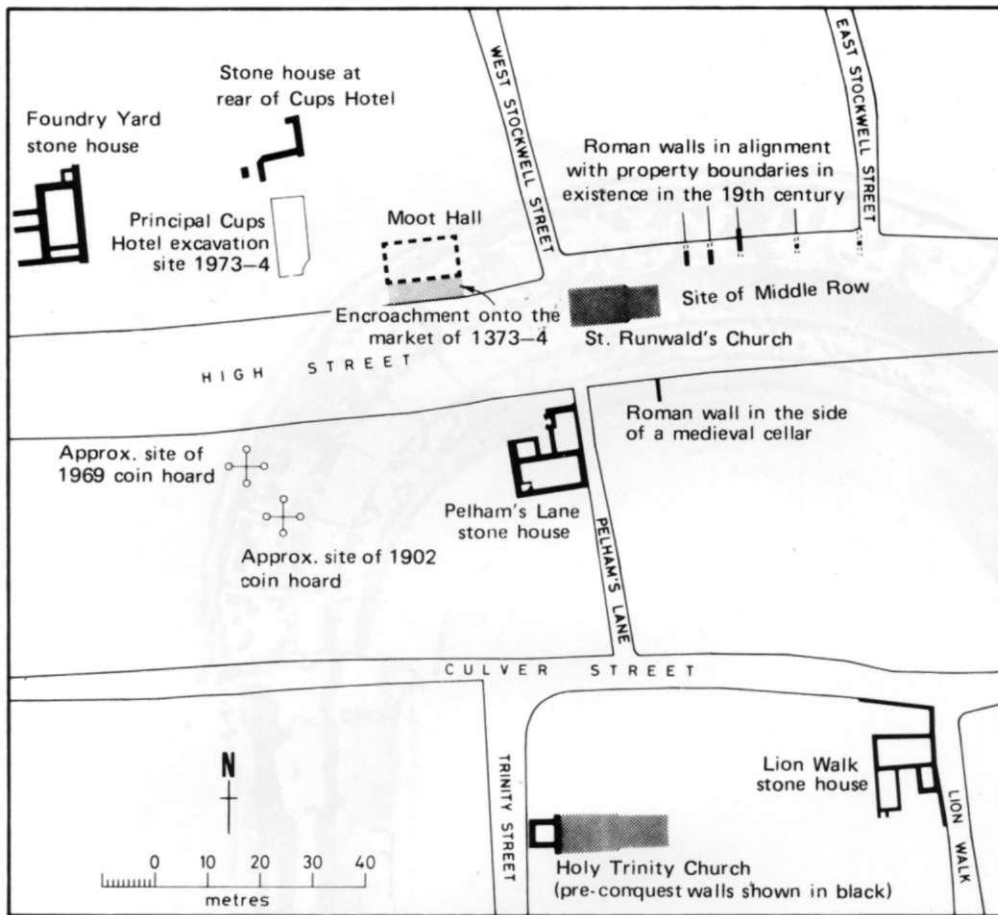 WEST STOCKWELL STREET
EAST STOCKWELL STREET
Stone house at
rear of Cups Hotel
Foundry Yard
stone house
Roman walls in alignment
with property boundaries in
existence in the 19th century
Principal Cups
Hotel excavation
site 1973–4
Moot Hall
Encroachment onto the
market of 1373–4
Site of Middle Row
St. Runwald's Church
HIGH STREET
Roman wall in the side
of a medieval cellar
Approx. site of
1969 coin hoard
Pelham's Lane
stone house
Approx. site of 1902
coin hoard
PELHAM'S LANE
CULVER STREET
N
TRINITY STREET
Lion Walk
stone house
LION WALK
0 10 20 30 40
metres
Holy Trinity Church
(pre-conquest walls shown in black)